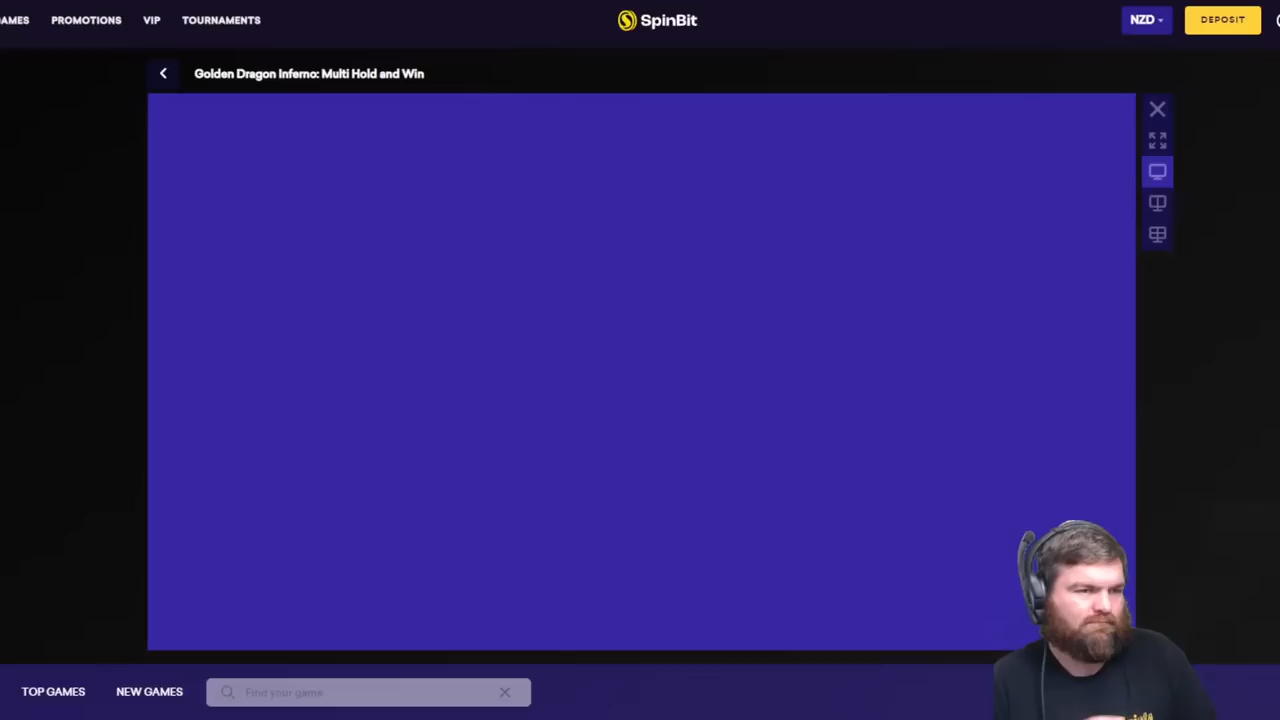 AMES PROMOTIONS VIP TOURNAMENTS SpinBit NZD DEPOSIT
Golden Dragon Inferno: Multi Hold and Win
TOP GAMES NEW GAMES Find your game